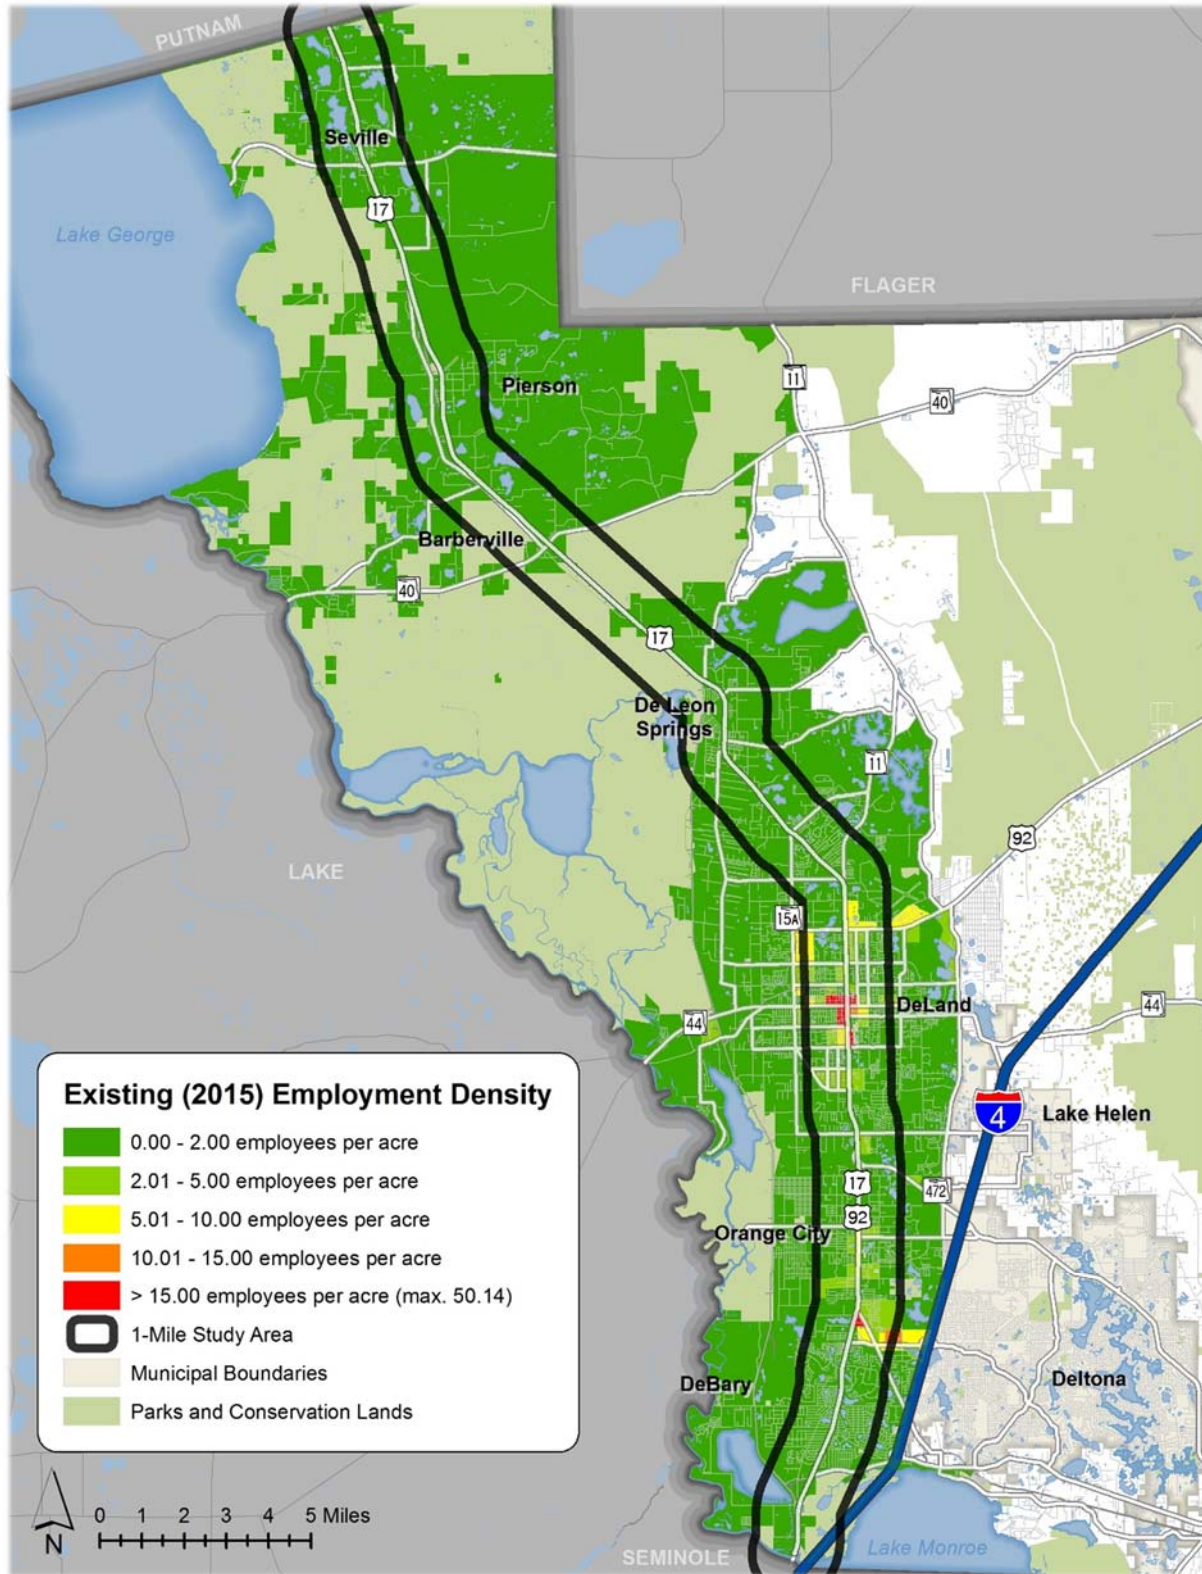 PUTNAM
Seville
17
Lake George
FLAGER
11
Pierson
40
Barberville
40
17
De Leon
Springs
11
92
LAKE
15A
DeLand
44
44
4
Lake Helen
17
472
92
Orange City
DeBary
Deltona
Existing (2015) Employment Density
0.00 - 2.00 employees per acre
2.01 - 5.00 employees per acre
5.01 - 10.00 employees per acre
10.01 - 15.00 employees per acre
> 15.00 employees per acre (max. 50.14)
1-Mile Study Area
Municipal Boundaries
Parks and Conservation Lands
N
0 1 2 3 4 5 Miles
SEMINOLE
Lake Monroe